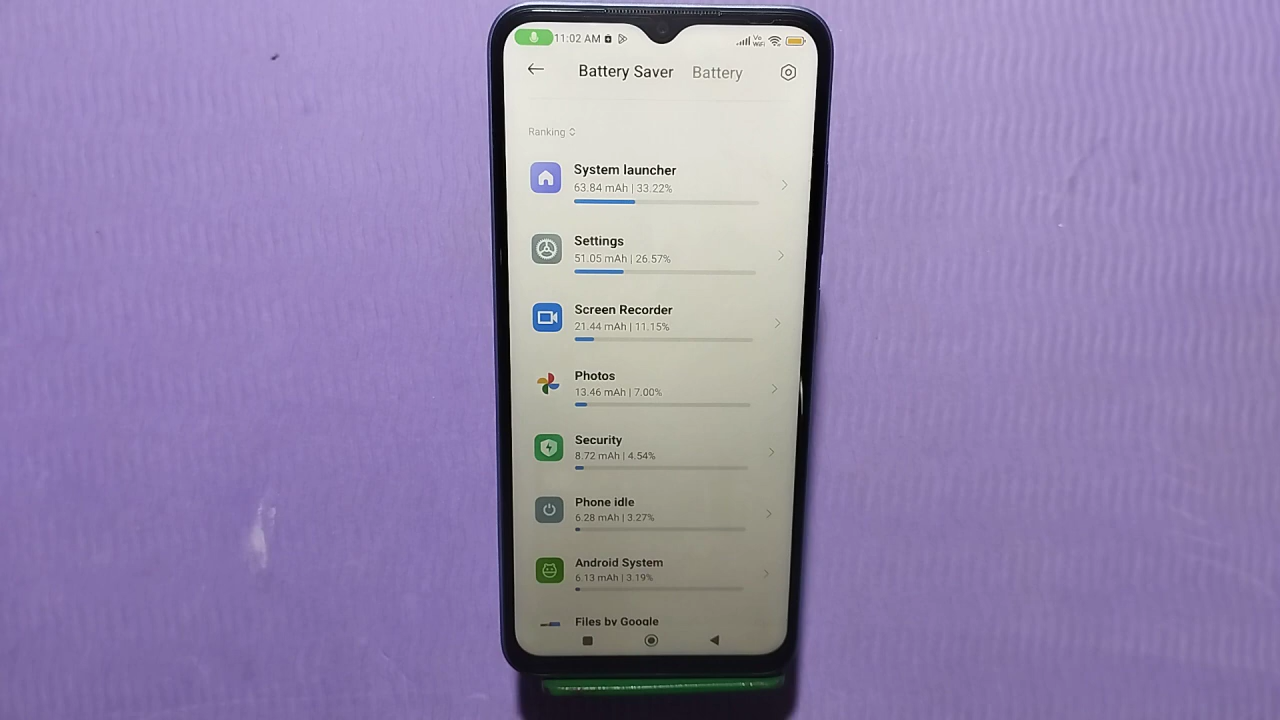 11:02 AM
Vo
WiFi
Battery Saver Battery
Ranking
System launcher
63.84 mAh | 33.22%
Settings
51.05 mAh | 26.57%
Screen Recorder
21.44 mAh | 11.15%
Photos
13.46 mAh | 7.00%
Security
8.72 mAh | 4.54%
Phone idle
6.28 mAh | 3.27%
Android System
6.13 mAh | 3.19%
Files by Google